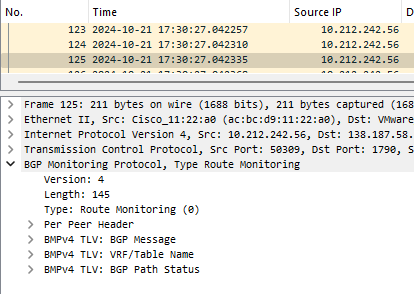 No. Time Source IP D
123 2024-10-21 17:30:27.042257 10.212.242.56
124 2024-10-21 17:30:27.042310 10.212.242.56
125 2024-10-21 17:30:27.042335 10.212.242.56
Frame 125: 211 bytes on wire (1688 bits), 211 bytes captured (168
Ethernet II, Src: Cisco_11:22:a0 (ac:bc:d9:11:22:a0), Dst: VMware
Internet Protocol Version 4, Src: 10.212.242.56, Dst: 138.187.58.
Transmission Control Protocol, Src Port: 50309, Dst Port: 1790, S
BGP Monitoring Protocol, Type Route Monitoring
Version: 4
Length: 145
Type: Route Monitoring (0)
Per Peer Header
BMPv4 TLV: BGP Message
BMPv4 TLV: VRF/Table Name
BMPv4 TLV: BGP Path Status